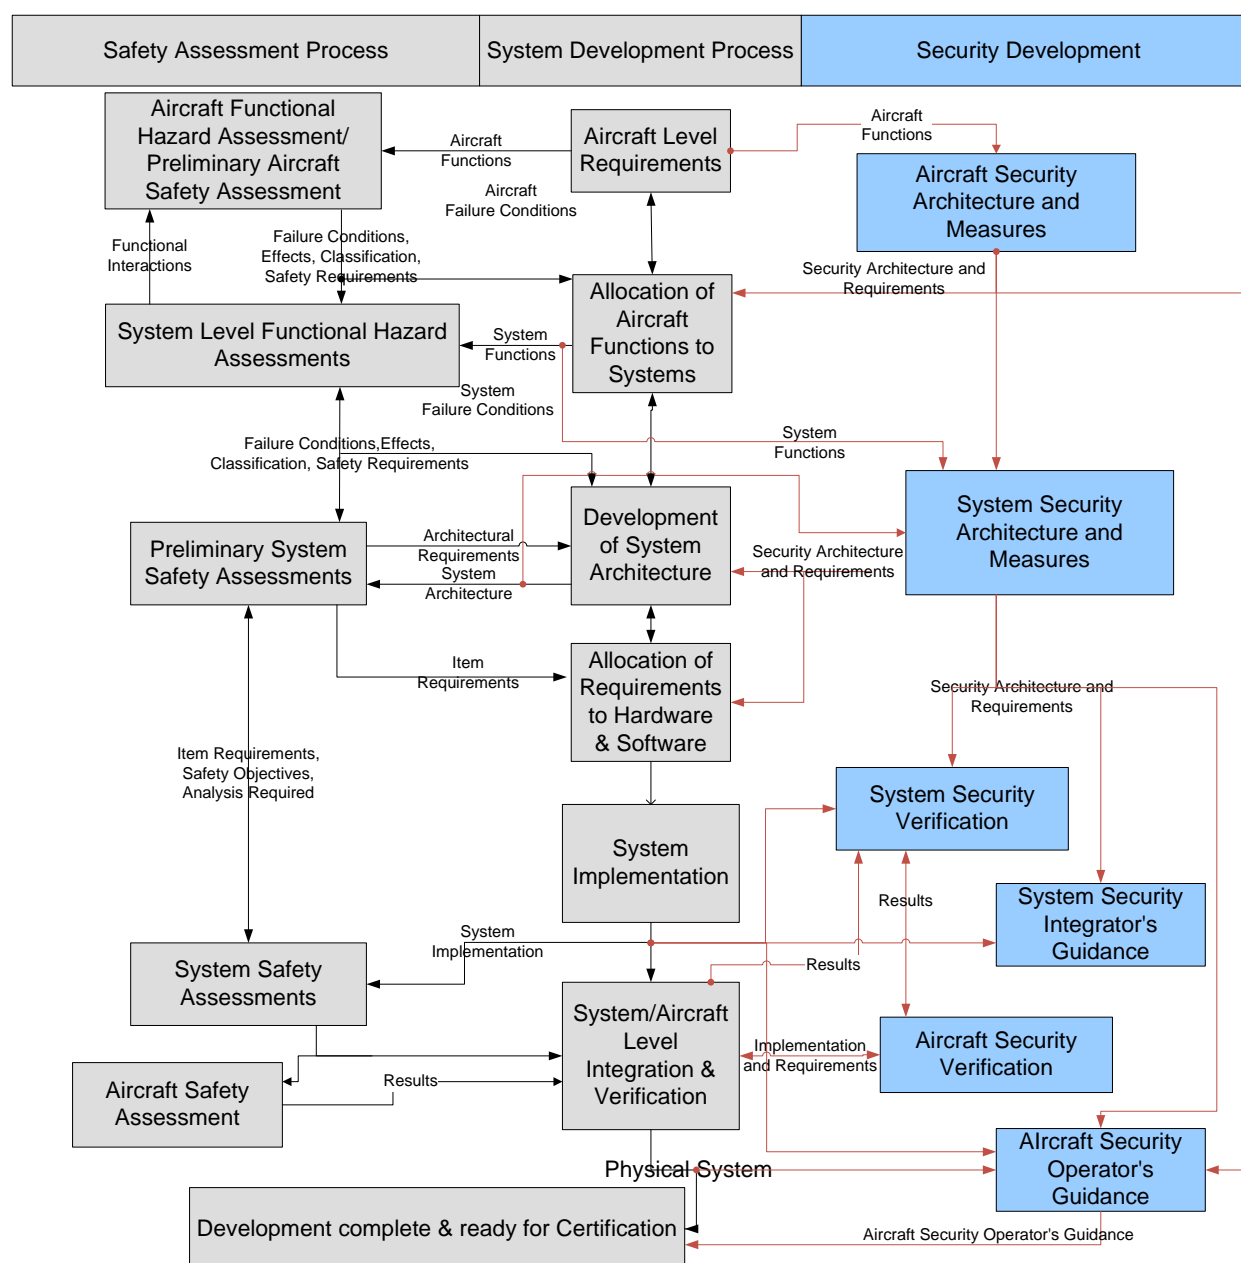 Safety Assessment Process
System Development Process
Security Development
Aircraft Functional
Hazard Assessment/
Preliminary Aircraft
Safety Assessment
Aircraft
Functions
Aircraft Level
Requirements
Aircraft
Functions
Aircraft Security
Architecture and
Measures
Aircraft
Failure Conditions
Functional
Interactions
Failure Conditions,
Effects, Classification,
Safety Requirements
Security Architecture and
Requirements
System Level Functional Hazard
Assessments
System
Functions
Allocation of
Aircraft
Functions to
Systems
System
Failure Conditions
System
Functions
Failure Conditions,Effects,
Classification, Safety Requirements
Preliminary System
Safety Assessments
Architectural
Requirements
System
Architecture
Development
of System
Architecture
Security Architecture
and Requirements
System Security
Architecture and
Measures
Item
Requirements
Allocation of
Requirements
to Hardware
& Software
Security Architecture and
Requirements
Item Requirements,
Safety Objectives,
Analysis Required
System
Implementation
System Security
Verification
Results
System Security
Integrator's
Guidance
System
Implementation
System Safety
Assessments
Results
System/Aircraft
Level
Integration &
Verification
Implementation
and Requirements
Aircraft Security
Verification
Aircraft Safety
Assessment
Results
AIrcraft Security
Operator's
Guidance
Physical System
Development complete & ready for Certification
Aircraft Security Operator's Guidance